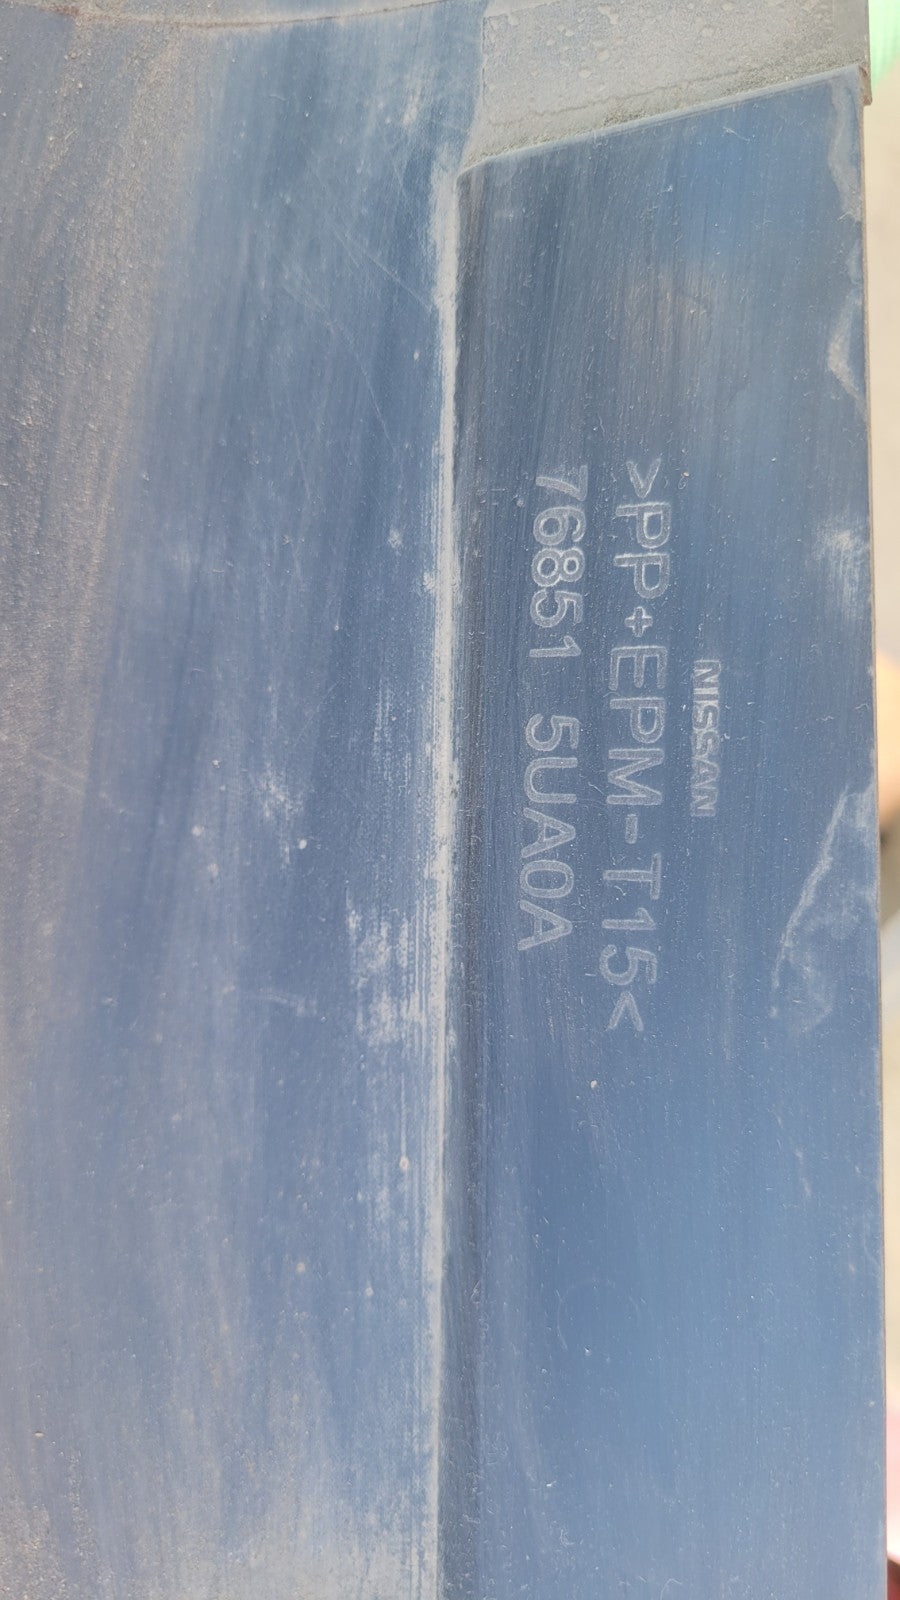 NISSAN
>PP+EPM-T15<
76851 5UA0A